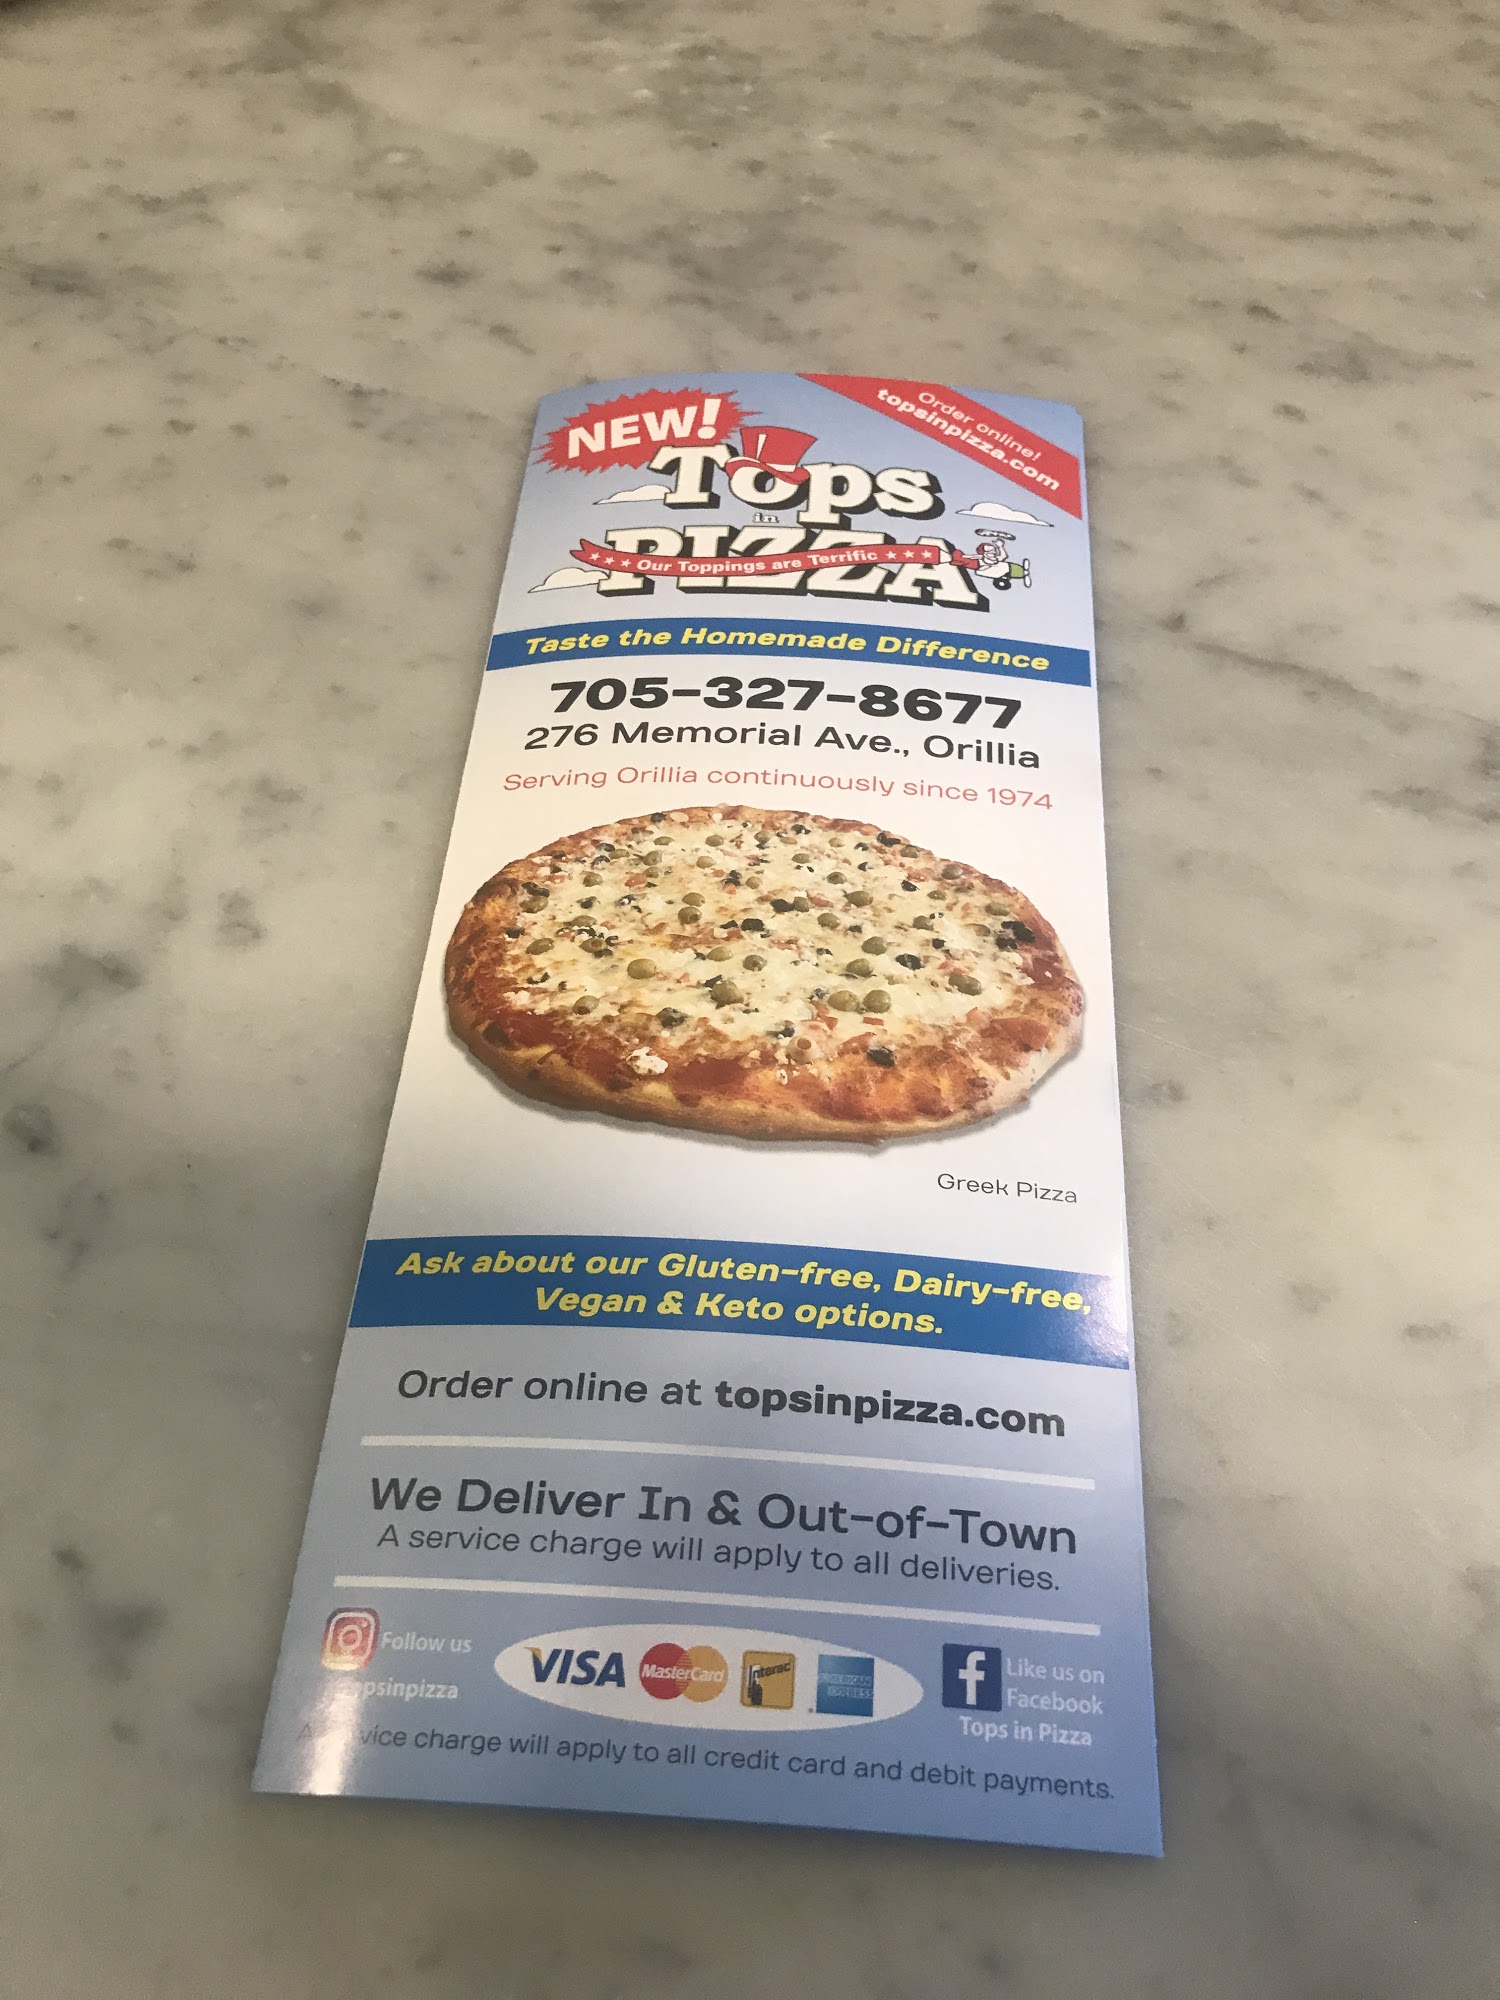 NEW!
Order online!
topsinpizza.com
Tops
in
PIZZA
Our Toppings are Terrific
Taste the Homemade Difference
705-327-8677
276 Memorial Ave., Orillia
Serving Orillia continuously since 1974
Greek Pizza
Ask about our Gluten-free, Dairy-free,
Vegan & Keto options.
Order online at topsinpizza.com
We Deliver In & Out-of-Town
A service charge will apply to all deliveries.
Follow us
VISA
MasterCard
Interac
AMERICAN
EXPRESS
Like us on
Facebook
Tops in Pizza
charge will apply to all credit card and debit payments.